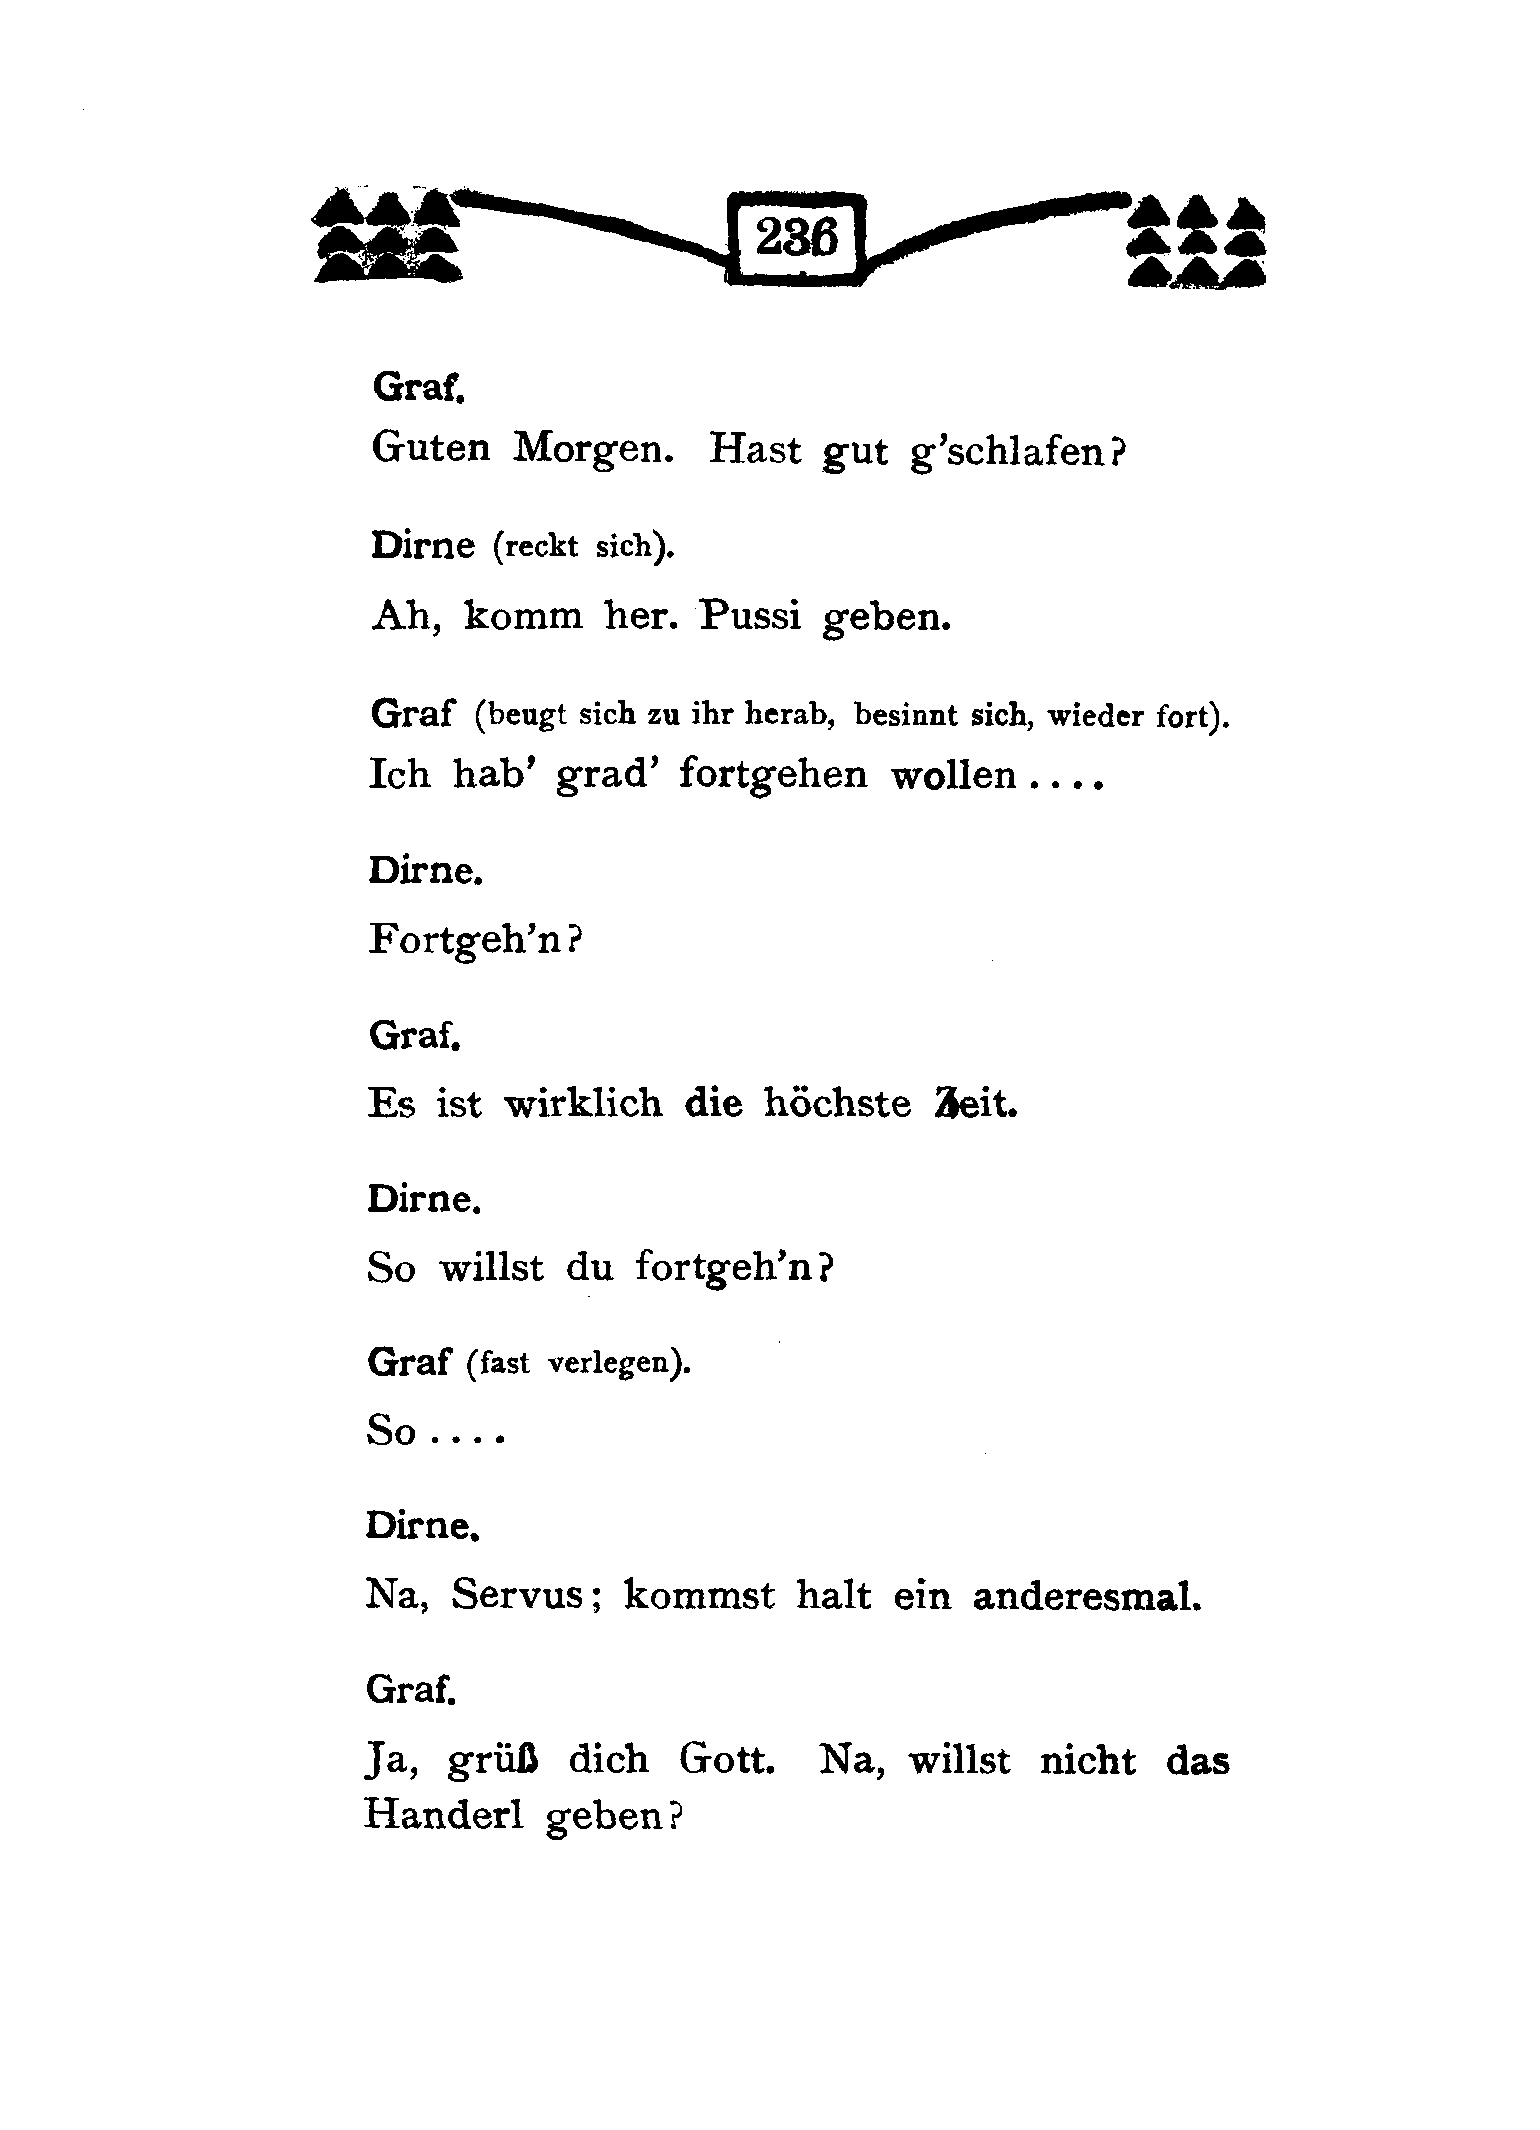 236
Graf.
Guten Morgen. Hast gut g'schlafen?
Dirne (reckt sich).
Ah, komm her. Pussi geben.
Graf (beugt sich zu ihr herab, besinnt sich, wieder fort).
Ich hab' grad' fortgehen wollen ....
Dirne.
Fortgeh'n?
Graf.
Es ist wirklich die höchste Zeit.
Dirne.
So willst du fortgeh'n?
Graf (fast verlegen).
So ....
Dirne.
Na, Servus; kommst halt ein anderesmal.
Graf.
Ja, grüß dich Gott. Na, willst nicht das
Handerl geben?